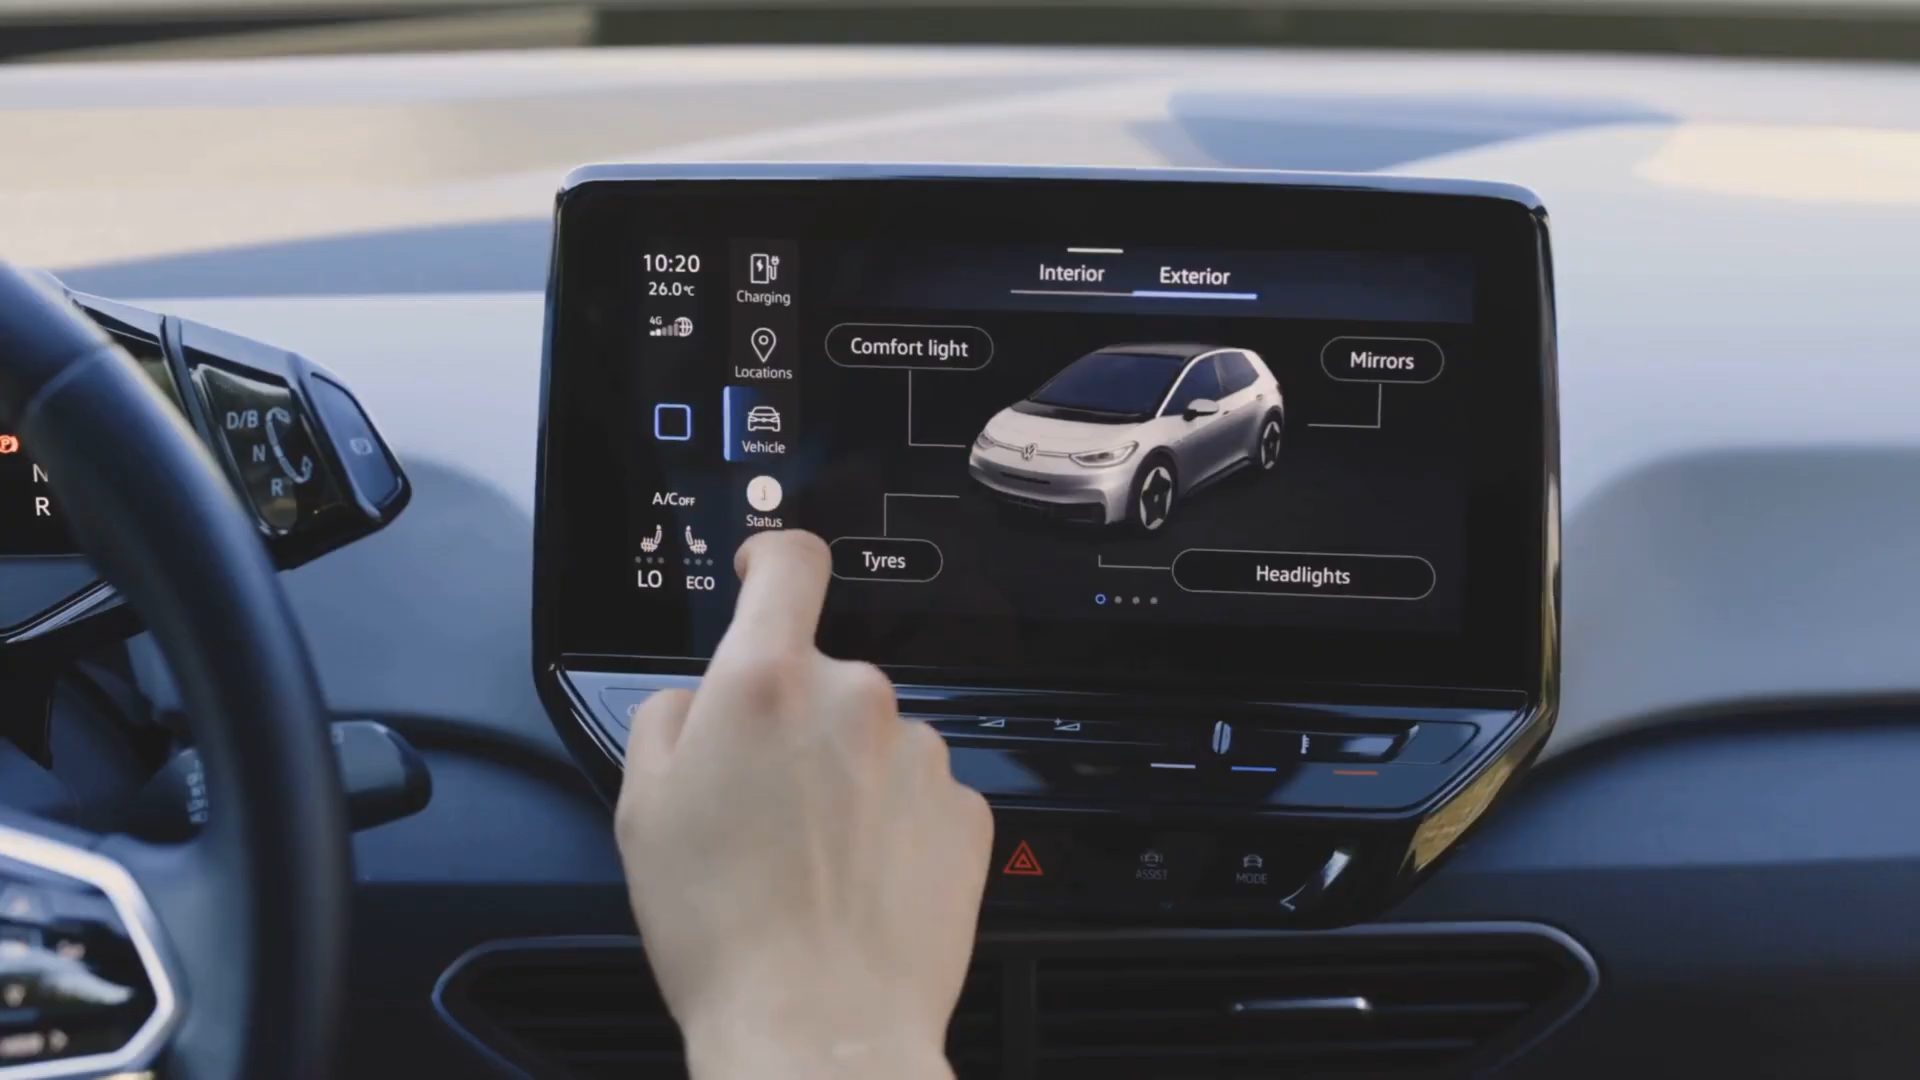 10:20
26.0°C
4G
A/C OFF
LO
ECO
Charging
Locations
Vehicle
Status
Interior
Exterior
Comfort light
Mirrors
Tyres
Headlights
ASSIST
MODE
D/B
N
R
N
R